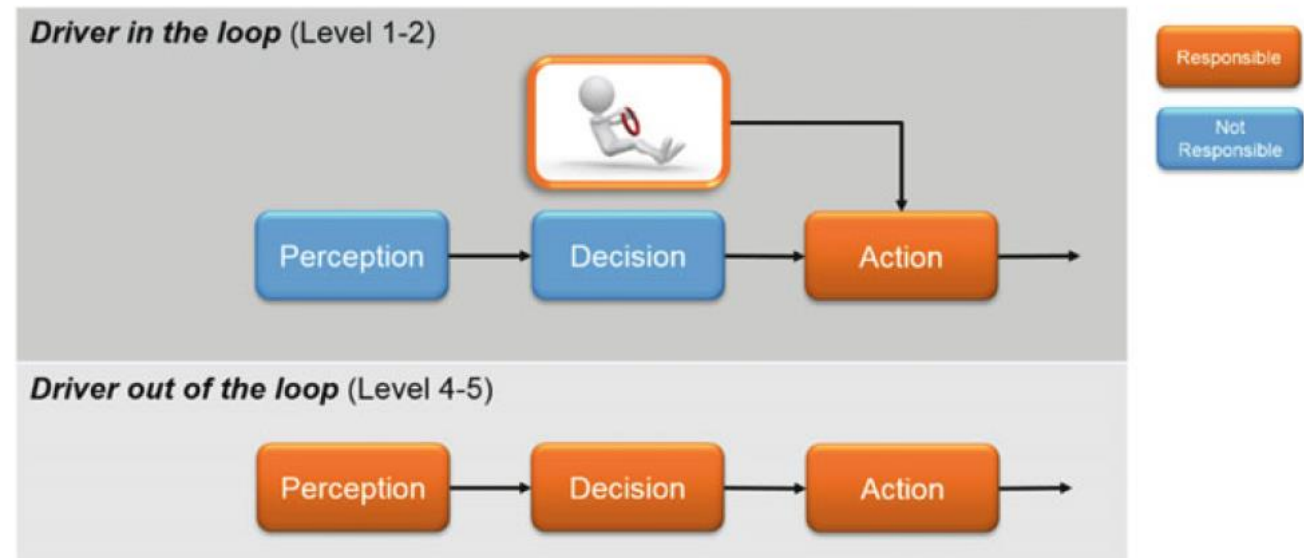 Driver in the loop (Level 1-2)
Responsible
Not
Responsible
Perception
Decision
Action
Driver out of the loop (Level 4-5)
Perception
Decision
Action